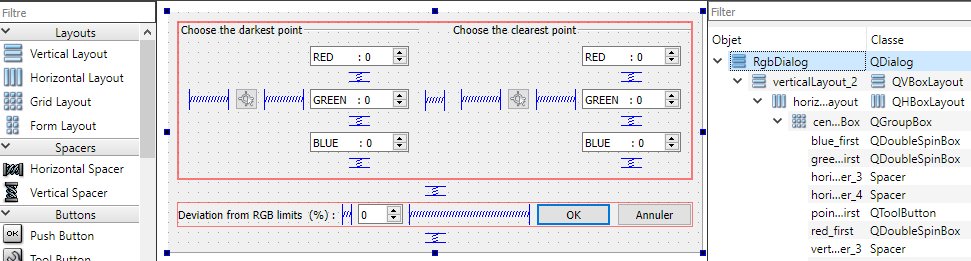 Filtre
Layouts
Vertical Layout
Horizontal Layout
Grid Layout
Form Layout
Spacers
Horizontal Spacer
Vertical Spacer
Buttons
OK
Push Button
Tool Button
Choose the darkest point
RED : 0
GREEN : 0
BLUE : 0
Choose the clearest point
RED : 0
GREEN : 0
BLUE : 0
Deviation from RGB limits (%) : 0 OK Annuler
Filter
Objet Classe
RgbDialog QDialog
verticalLayout_2 QVBoxLayout
horiz...ayout QHBoxLayout
cen...Box QGroupBox
blue_first QDoubleSpinBox
gree...irst QDoubleSpinBox
hori...er_3 Spacer
hori...er_4 Spacer
poin...irst QToolButton
red_first QDoubleSpinBox
vert...er_3 Spacer